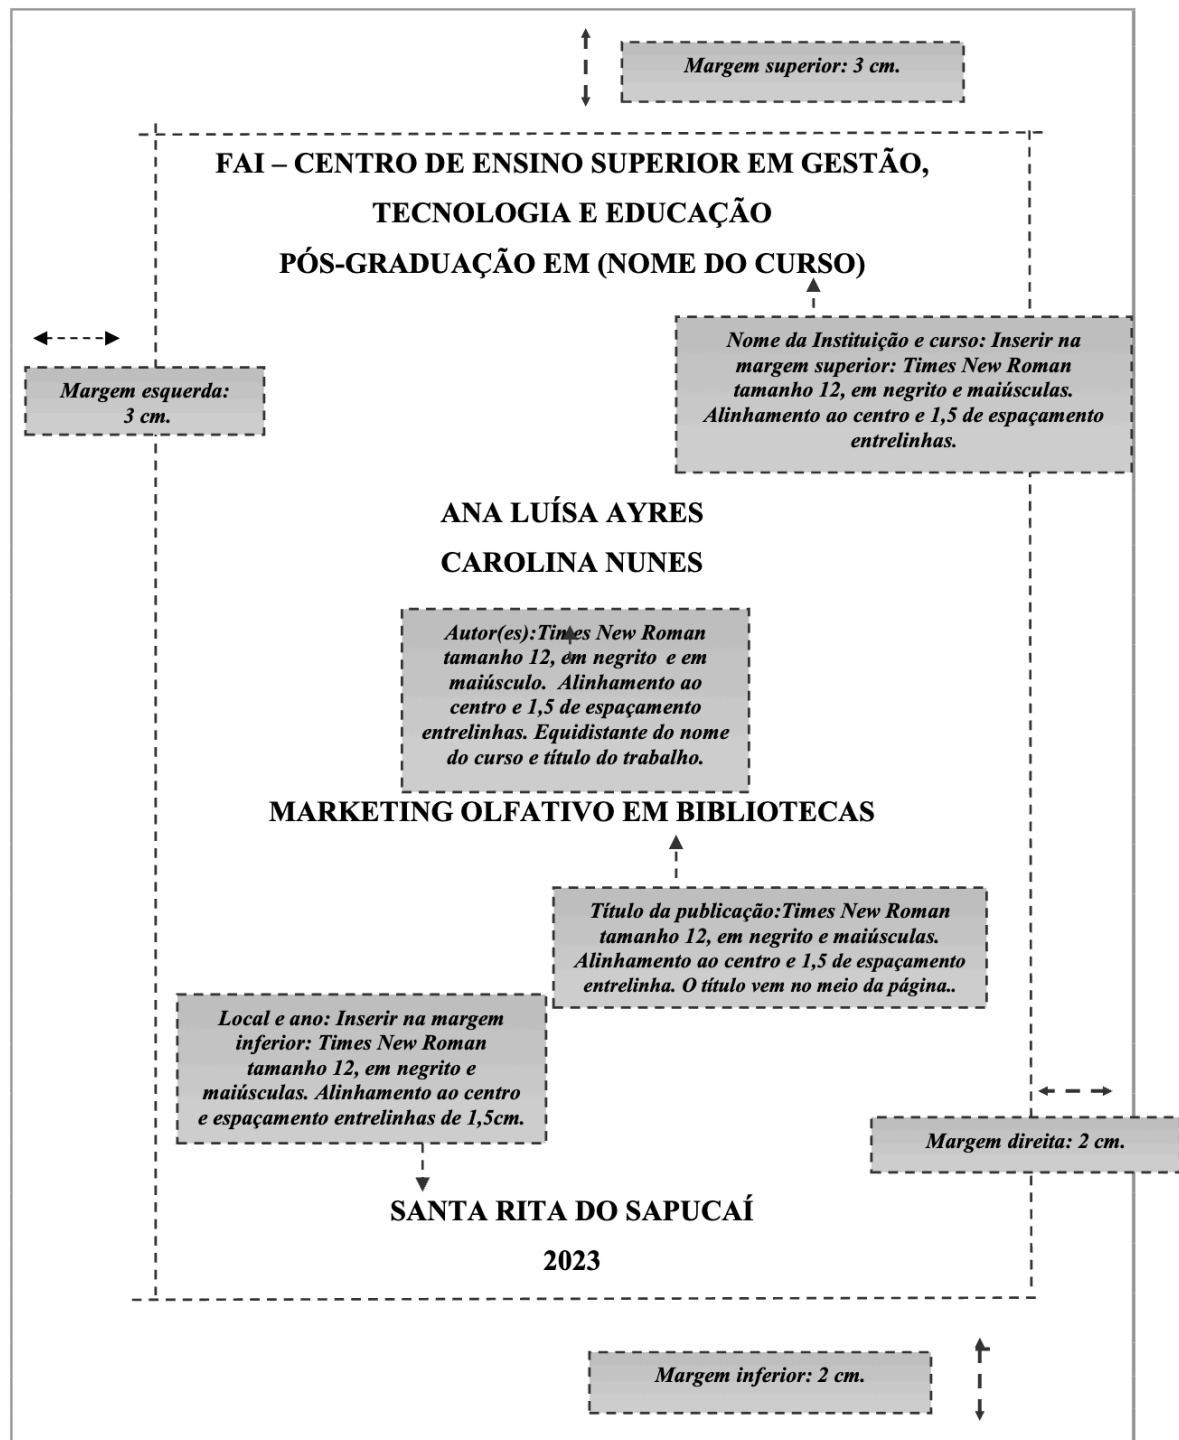 Margem superior: 3 cm.
FAI – CENTRO DE ENSINO SUPERIOR EM GESTÃO,
TECNOLOGIA E EDUCAÇÃO
PÓS-GRADUAÇÃO EM (NOME DO CURSO)
Nome da Instituição e curso: Inserir na
margem superior: Times New Roman
tamanho 12, em negrito e maiúsculas.
Alinhamento ao centro e 1,5 de espaçamento
entrelinhas.
Margem esquerda:
3 cm.
ANA LUÍSA AYRES
CAROLINA NUNES
Autor(es):Times New Roman
tamanho 12, em negrito e em
maiúsculo. Alinhamento ao
centro e 1,5 de espaçamento
entrelinhas. Equidistante do nome
do curso e título do trabalho.
MARKETING OLFATIVO EM BIBLIOTECAS
Título da publicação:Times New Roman
tamanho 12, em negrito e maiúsculas.
Alinhamento ao centro e 1,5 de espaçamento
entrelinha. O título vem no meio da página..
Local e ano: Inserir na margem
inferior: Times New Roman
tamanho 12, em negrito e
maiúsculas. Alinhamento ao centro
e espaçamento entrelinhas de 1,5cm.
Margem direita: 2 cm.
SANTA RITA DO SAPUCAÍ
2023
Margem inferior: 2 cm.